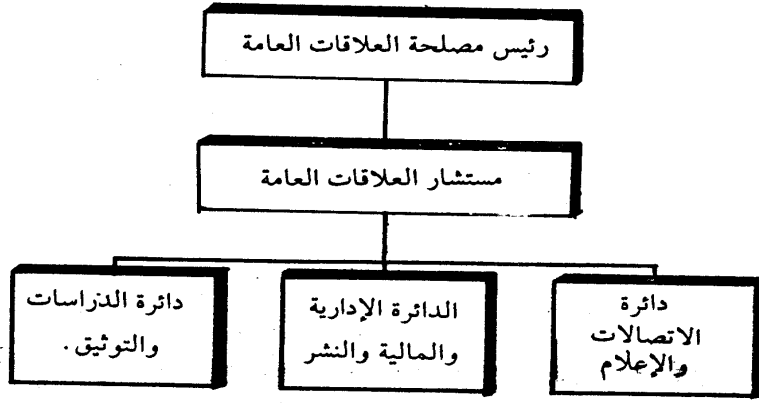 رئيس مصلحة العلاقات العامة
مستشار العلاقات العامة
دائرة
الاتصالات
والإعلام
الدائرة الإدارية
والمالية والنشر
دائرة الدراسات
والتوثيق.